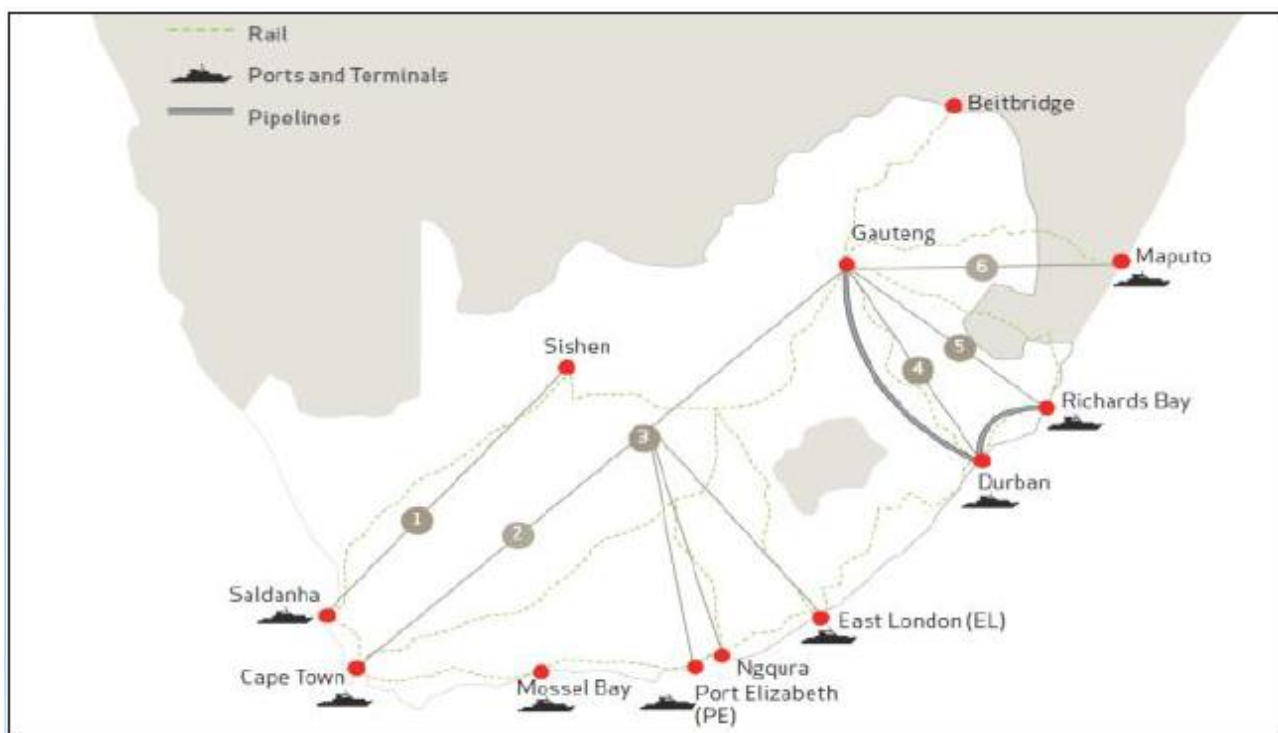 Rail
Ports and Terminals
Pipelines
Beitbridge
Gauteng
6
Maputo
Sishen
5
4
Richards Bay
3
Durban
1
2
Saldanha
East London (EL)
Cape Town
Mossel Bay
Ngqura
Port Elizabeth
(PE)